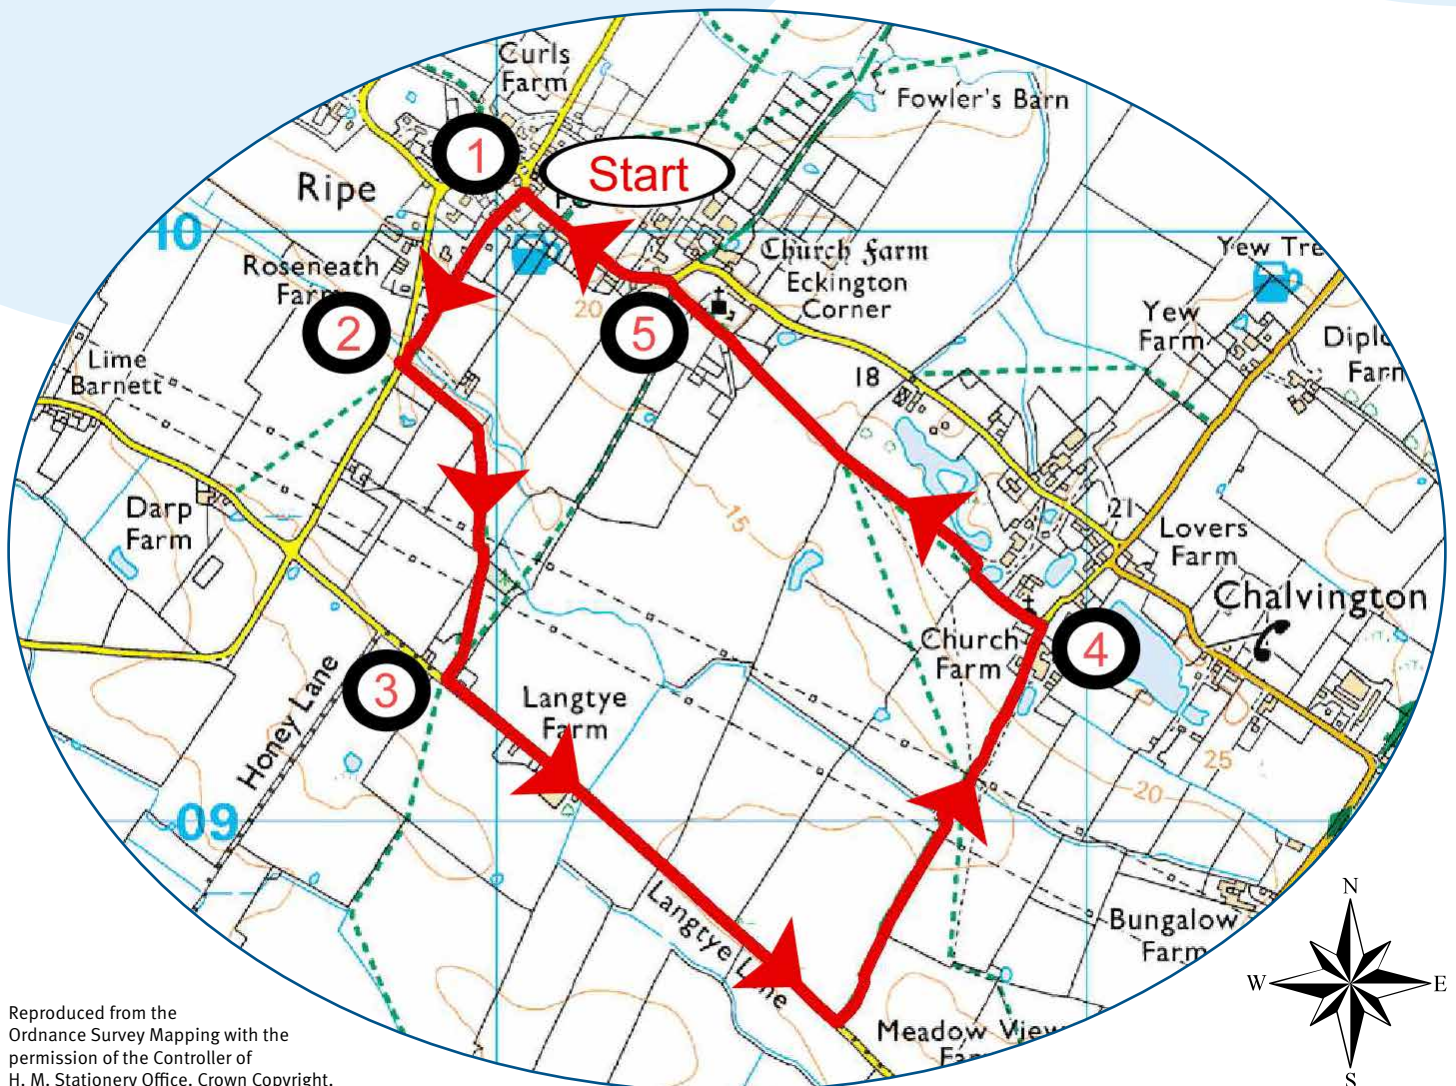 Curls
Farm
Fowler's Barn
1
Start
Ripe
10
Church Farm
Eckington
Corner
Yew Tre
Roseneath
Farm
20
2
5
Yew
Farm
Diplo
Farm
Lime
Barnett
18
Darp
Farm
15
21
Lovers
Farm
Chalvington
Church
Farm
4
3
Honey Lane
Langtye
Farm
25
20
09
Langtye Lane
Bungalow
Farm
Meadow View
Far
N
W
E
S
Reproduced from the
Ordnance Survey Mapping with the
permission of the Controller of
H. M. Stationery Office. Crown Copyright.